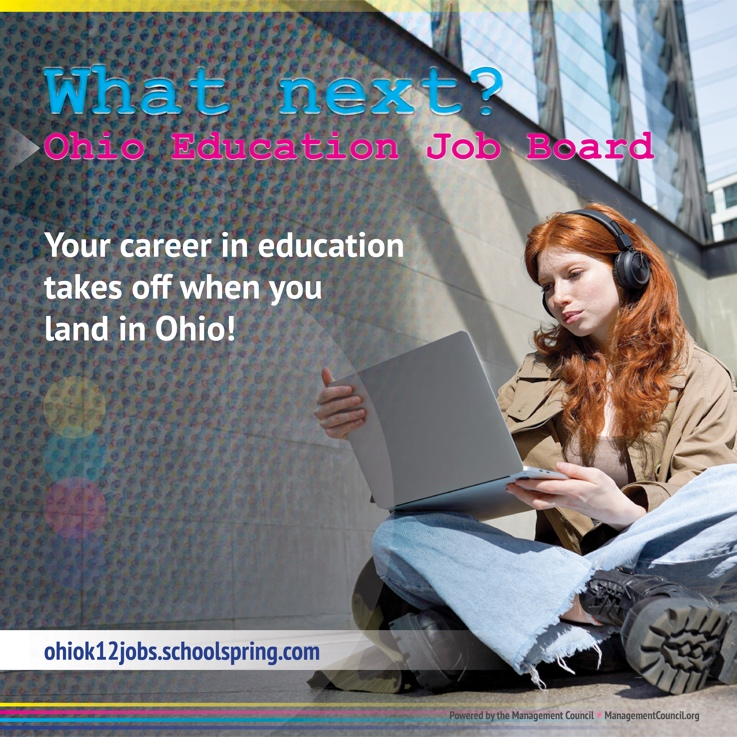 What next?
Ohio Education Job Board
Your career in education
takes off when you
land in Ohio!
ohiok12jobs.schoolspring.com
Powered by the Management Council • ManagementCouncil.org